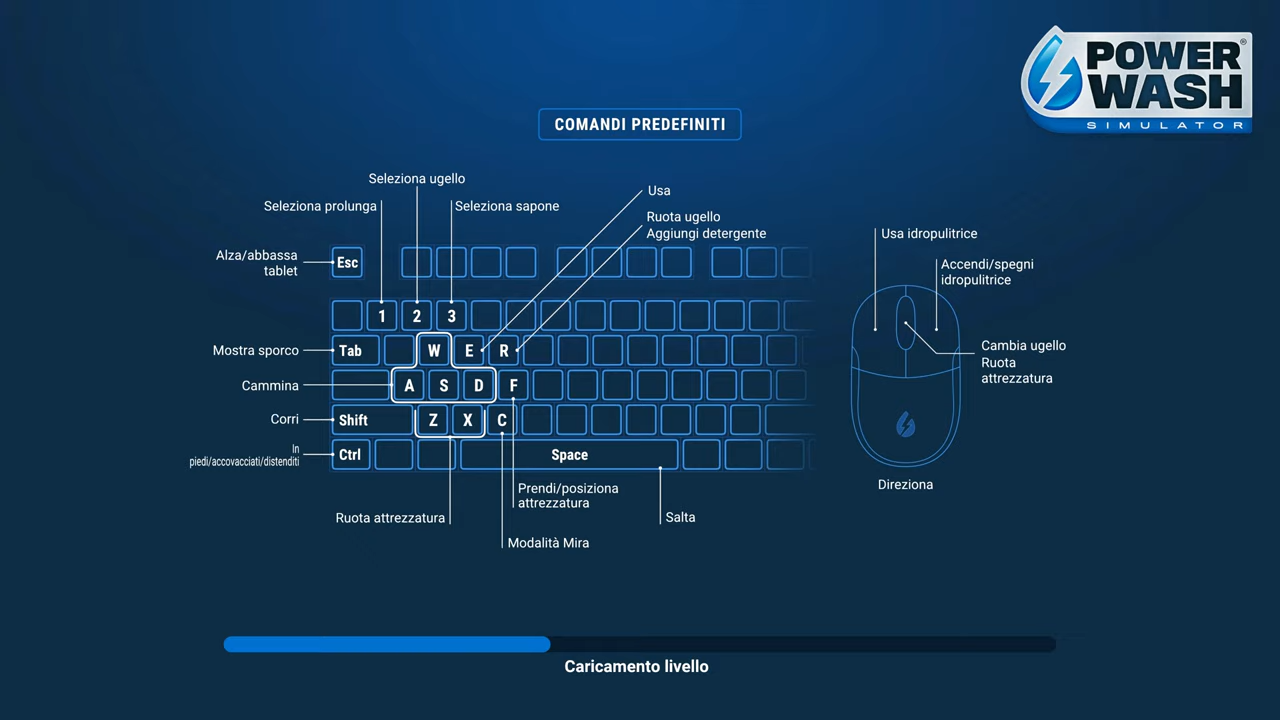 POWER
WASH
SIMULATOR
COMANDI PREDEFINITI
Seleziona ugello
Seleziona prolunga
Seleziona sapone
Usa
Ruota ugello
Aggiungi detergente
Alza/abbassa
tablet
Esc
1 2 3
Mostra sporco
Tab W E R
Cammina
A S D F
Corri
Shift Z X C
In
piedi/accovacciati/distenditi
Ctrl Space
Prendi/posiziona
attrezzatura
Ruota attrezzatura
Salta
Modalità Mira
Usa idropulitrice
Accendi/spegni
idropulitrice
Cambia ugello
Ruota
attrezzatura
Direziona
Caricamento livello